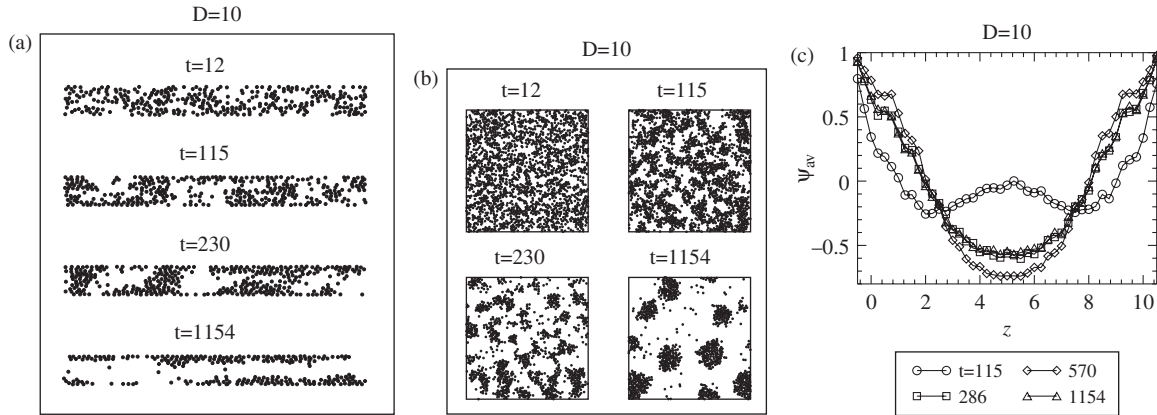 (a)
D=10
t=12
t=115
t=230
t=1154
(b)
D=10
t=12 t=115
t=230 t=1154
(c)
D=10
1
0.5
0
−0.5
−1
Ψav
0 2 4 6 8 10
z
t=115 570
286 1154